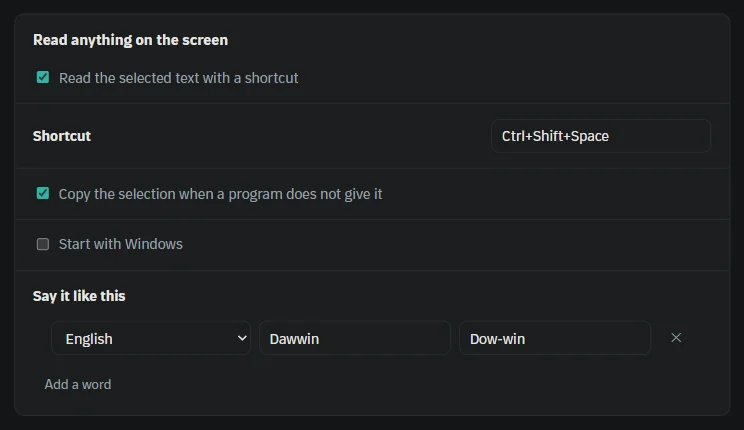 Read anything on the screen
Read the selected text with a shortcut
Shortcut
Ctrl+Shift+Space
Copy the selection when a program does not give it
Start with Windows
Say it like this
English
Dawwin
Dow-win
Add a word